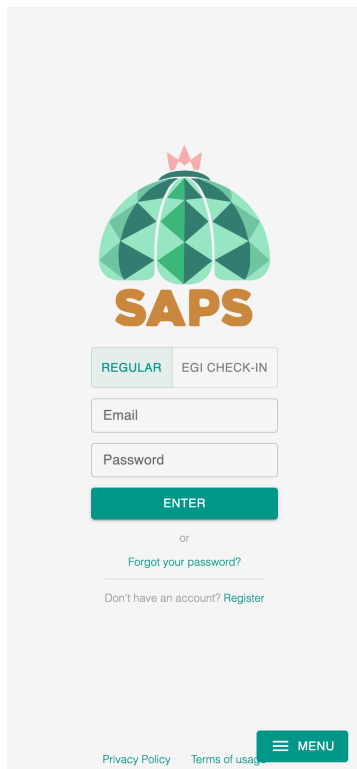 SAPS
REGULAR EGI CHECK-IN
Email
Password
ENTER
or
Forgot your password?
Don't have an account? Register
MENU
Privacy Policy Terms of usage